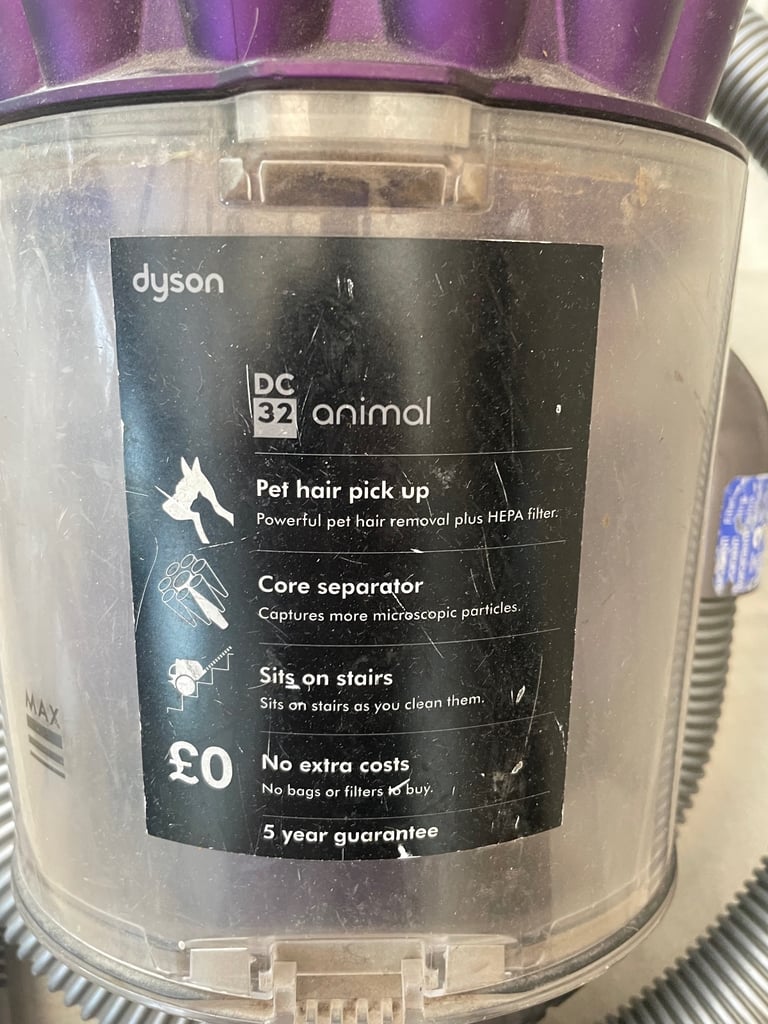 dyson
DC
32 animal
Pet hair pick up
Powerful pet hair removal plus HEPA filter.
Core separator
Captures more microscopic particles.
Sits on stairs
Sits on stairs as you clean them.
£0
No extra costs
No bags or filters to buy.
5 year guarantee
MAX